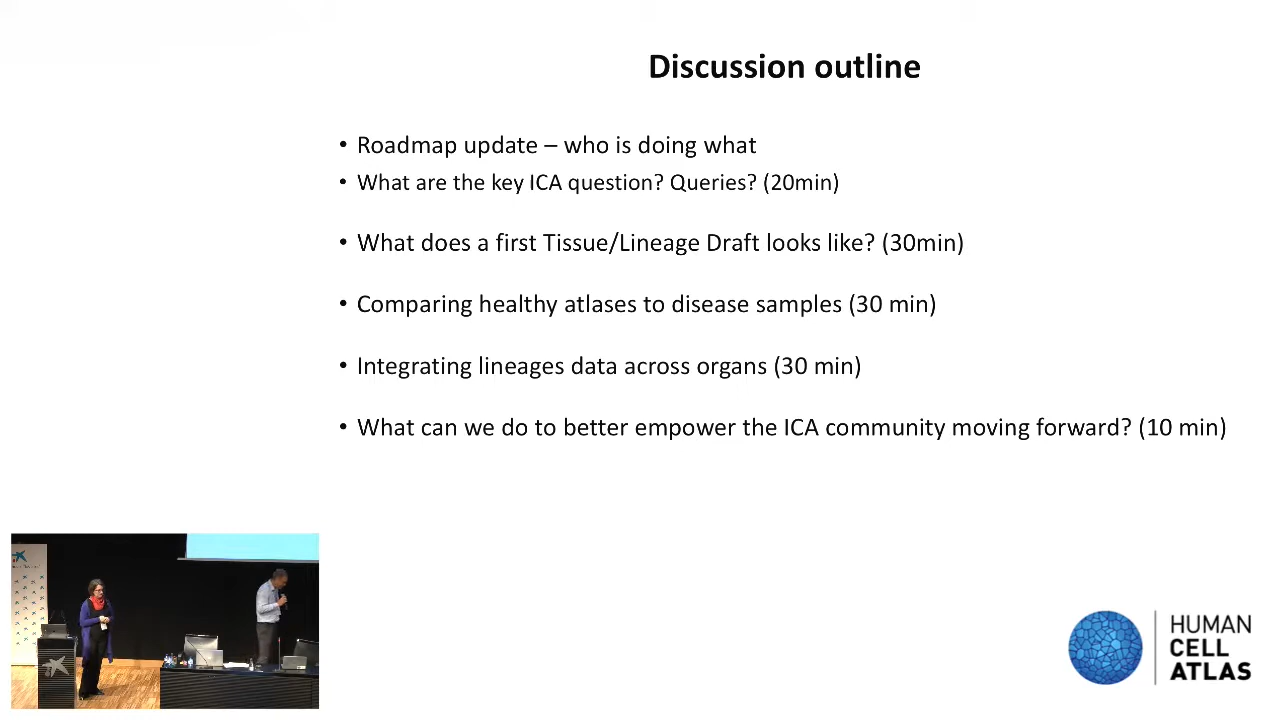 Discussion outline
• Roadmap update – who is doing what
• What are the key ICA question? Queries? (20min)
• What does a first Tissue/Lineage Draft looks like? (30min)
• Comparing healthy atlases to disease samples (30 min)
• Integrating lineages data across organs (30 min)
• What can we do to better empower the ICA community moving forward? (10 min)
HUMAN
CELL
ATLAS